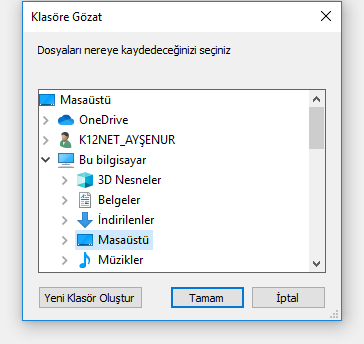 Klasöre Gözat
Dosyaları nereye kaydedeceğinizi seçiniz
Masaüstü
OneDrive
K12NET_AYŞENUR
Bu bilgisayar
3D Nesneler
Belgeler
İndirilenler
Masaüstü
Müzikler
Yeni Klasör Oluştur Tamam İptal